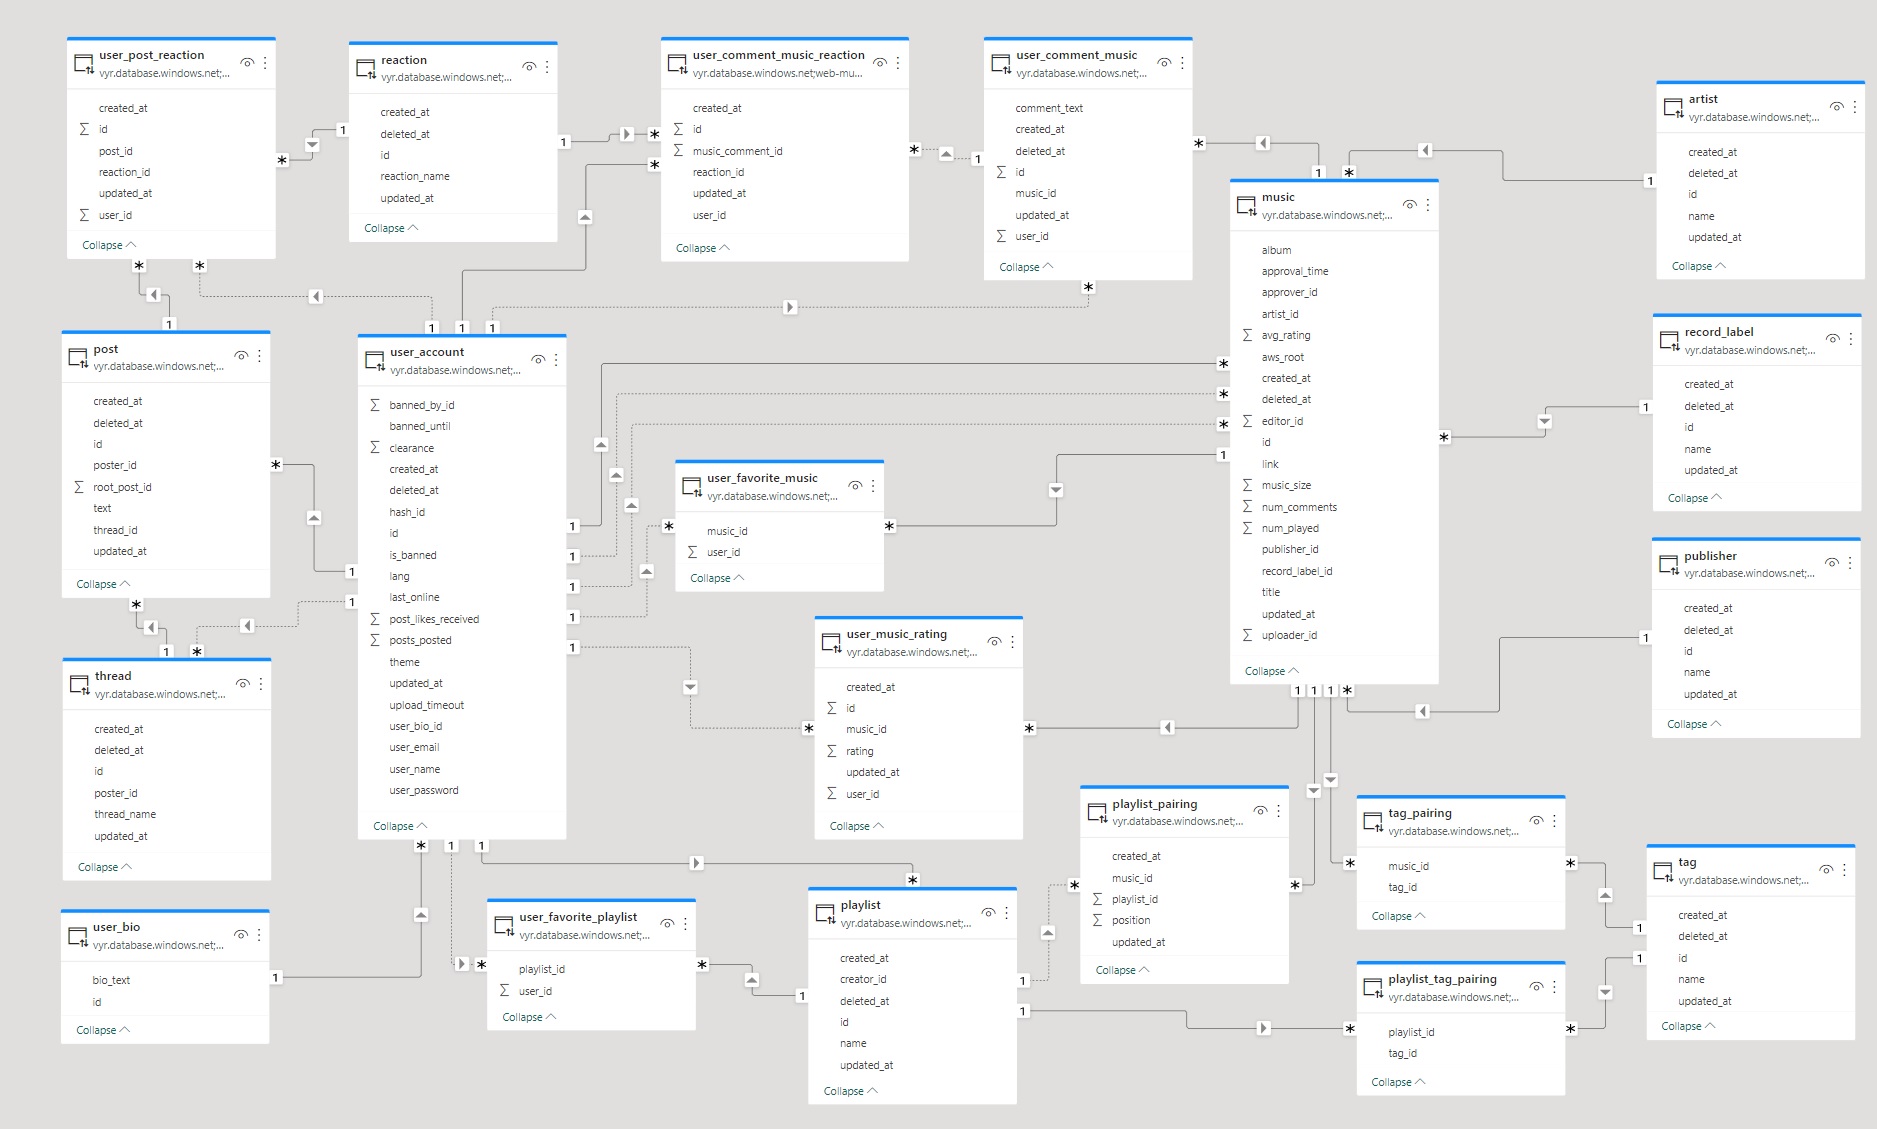 user_post_reaction
vyr.database.windows.net;...
created_at
Σ id
post_id
reaction_id
updated_at
Σ user_id
Collapse
reaction
vyr.database.windows.net;...
created_at
deleted_at
id
reaction_name
updated_at
Collapse
user_comment_music_reaction
vyr.database.windows.net;web-mu...
created_at
Σ id
Σ music_comment_id
reaction_id
updated_at
user_id
Collapse
user_comment_music
vyr.database.windows.net;...
comment_text
created_at
deleted_at
Σ id
music_id
updated_at
Σ user_id
Collapse
artist
vyr.database.windows.net;...
created_at
deleted_at
id
name
updated_at
Collapse
music
vyr.database.windows.net;...
album
approval_time
approver_id
artist_id
Σ avg_rating
aws_root
created_at
deleted_at
Σ editor_id
id
link
Σ music_size
Σ num_comments
Σ num_played
publisher_id
record_label_id
title
updated_at
Σ uploader_id
Collapse
record_label
vyr.database.windows.net;...
created_at
deleted_at
id
name
updated_at
Collapse
post
vyr.database.windows.net;...
created_at
deleted_at
id
poster_id
Σ root_post_id
text
thread_id
updated_at
Collapse
user_account
vyr.database.windows.net;...
Σ banned_by_id
banned_until
Σ clearance
created_at
deleted_at
hash_id
id
is_banned
lang
last_online
Σ post_likes_received
Σ posts_posted
theme
updated_at
upload_timeout
user_bio_id
user_email
user_name
user_password
Collapse
user_favorite_music
vyr.database.windows.net;...
music_id
Σ user_id
Collapse
publisher
vyr.database.windows.net;...
created_at
deleted_at
id
name
updated_at
Collapse
user_music_rating
vyr.database.windows.net;...
created_at
Σ id
music_id
Σ rating
updated_at
Σ user_id
Collapse
thread
vyr.database.windows.net;...
created_at
deleted_at
id
poster_id
thread_name
updated_at
Collapse
playlist_pairing
vyr.database.windows.net;...
created_at
music_id
Σ playlist_id
Σ position
updated_at
Collapse
tag_pairing
vyr.database.windows.net;...
music_id
tag_id
Collapse
tag
vyr.database.windows.net;...
created_at
deleted_at
id
name
updated_at
Collapse
user_bio
vyr.database.windows.net;...
bio_text
id
Collapse
user_favorite_playlist
vyr.database.windows.net;...
playlist_id
Σ user_id
Collapse
playlist
vyr.database.windows.net;...
created_at
creator_id
deleted_at
id
name
updated_at
Collapse
playlist_tag_pairing
vyr.database.windows.net;...
playlist_id
tag_id
Collapse